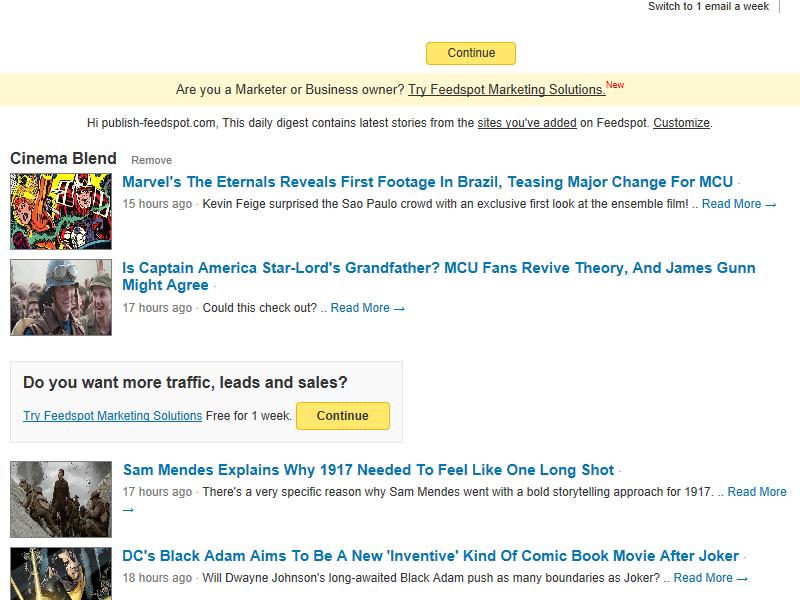 Switch to 1 email a week
Continue
Are you a Marketer or Business owner? Try Feedspot Marketing Solutions.New
Hi publish-feedspot.com, This daily digest contains latest stories from the sites you've added on Feedspot. Customize.
Cinema Blend Remove
Marvel's The Eternals Reveals First Footage In Brazil, Teasing Major Change For MCU ·
15 hours ago · Kevin Feige surprised the Sao Paulo crowd with an exclusive first look at the ensemble film! .. Read More →
Is Captain America Star-Lord's Grandfather? MCU Fans Revive Theory, And James Gunn
Might Agree ·
17 hours ago · Could this check out? .. Read More →
Do you want more traffic, leads and sales?
Try Feedspot Marketing Solutions Free for 1 week. Continue
Sam Mendes Explains Why 1917 Needed To Feel Like One Long Shot ·
17 hours ago · There's a very specific reason why Sam Mendes went with a bold storytelling approach for 1917. .. Read More
→
DC's Black Adam Aims To Be A New 'Inventive' Kind Of Comic Book Movie After Joker ·
18 hours ago · Will Dwayne Johnson's long-awaited Black Adam push as many boundaries as Joker? .. Read More →